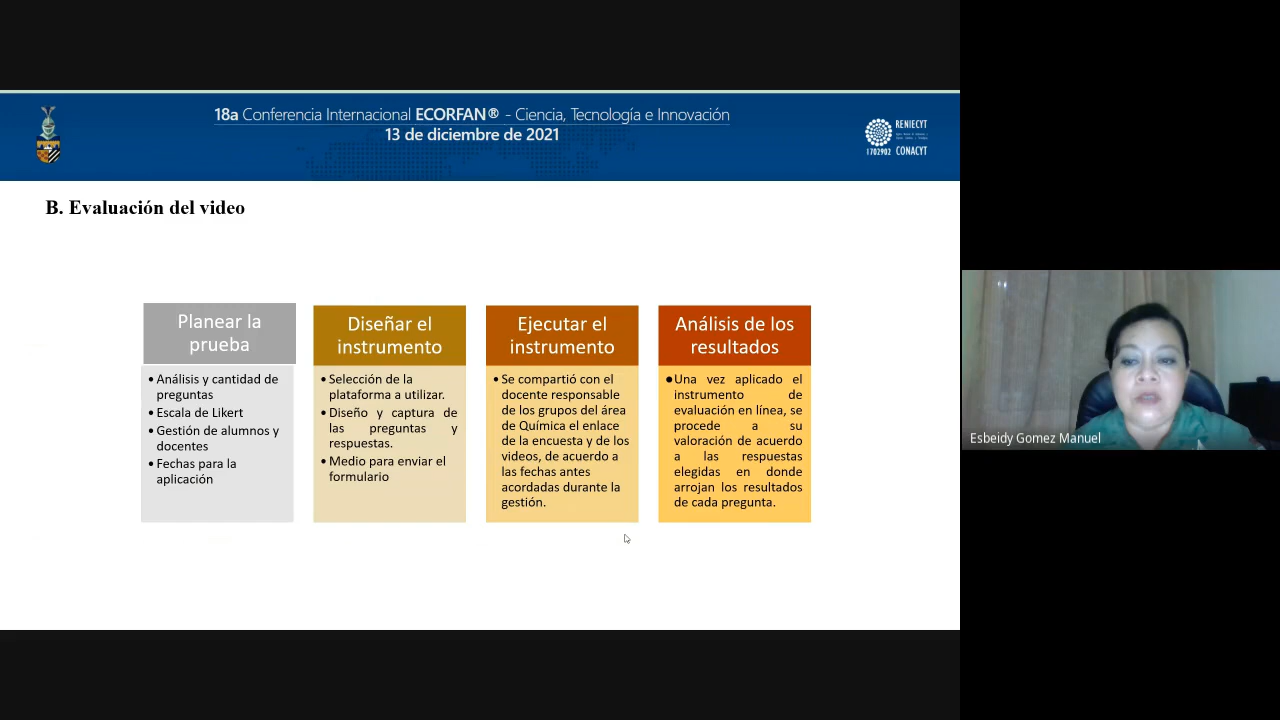 18a Conferencia Internacional ECORFAN® - Ciencia, Tecnología e Innovación
13 de diciembre de 2021
RENIECYT
1702902 CONACYT
B. Evaluación del video
Planear la
prueba
• Análisis y cantidad de
preguntas
• Escala de Likert
• Gestión de alumnos y
docentes
• Fechas para la
aplicación
Diseñar el
instrumento
• Selección de la
plataforma a utilizar.
• Diseño y captura de
las preguntas y
respuestas.
• Medio para enviar el
formulario
Ejecutar el
instrumento
• Se compartió con el
docente responsable
de los grupos del área
de Química el enlace
de la encuesta y de los
videos, de acuerdo a
las fechas antes
acordadas durante la
gestión.
Análisis de los
resultados
• Una vez aplicado el
instrumento de
evaluación en línea, se
procede a su
valoración de acuerdo
a las respuestas
elegidas en donde
arrojan los resultados
de cada pregunta.
Esbeidy Gomez Manuel